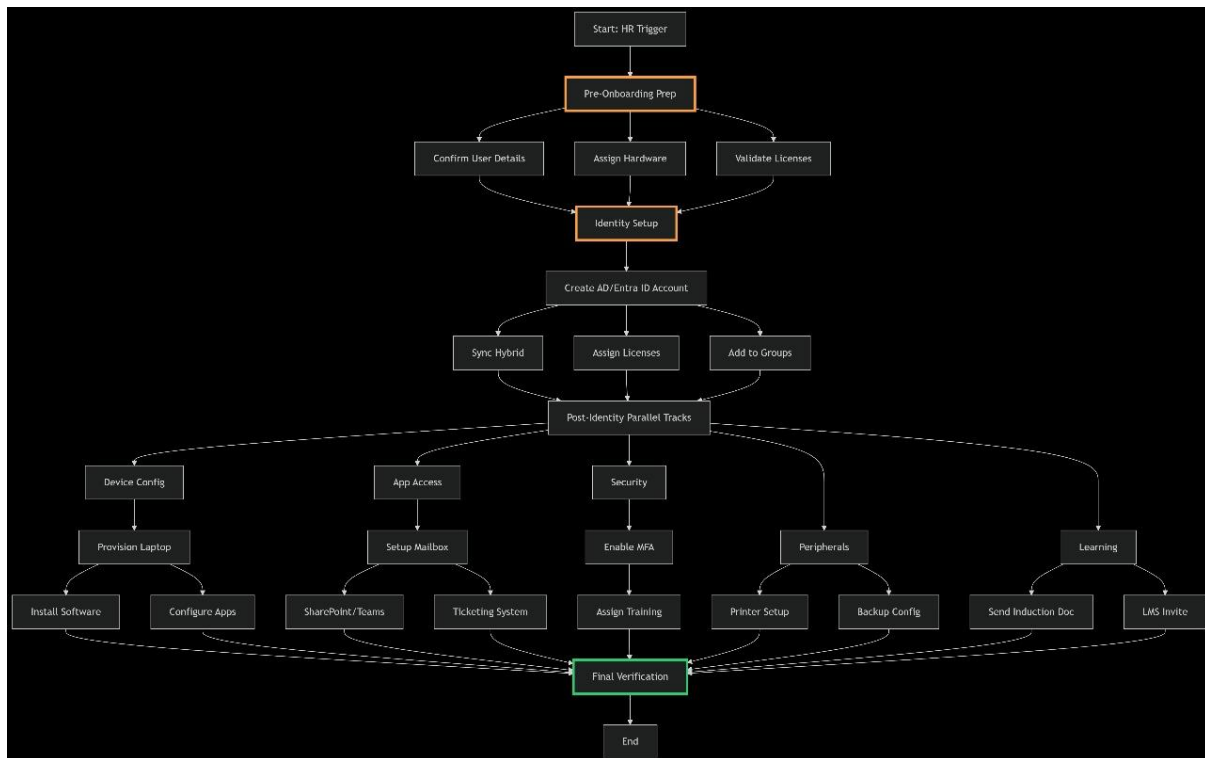 Start: HR Trigger
Pre-Onboarding Prep
Confirm User Details
Assign Hardware
Validate Licenses
Identity Setup
Create AD/Entra ID Account
Sync Hybrid
Assign Licenses
Add to Groups
Post-Identity Parallel Tracks
Device Config
App Access
Security
Provision Laptop
Setup Mailbox
Enable MFA
Peripherals
Learning
Install Software
Configure Apps
SharePoint/Teams
Ticketing System
Assign Training
Printer Setup
Backup Config
Send Induction Doc
LMS Invite
Final Verification
End